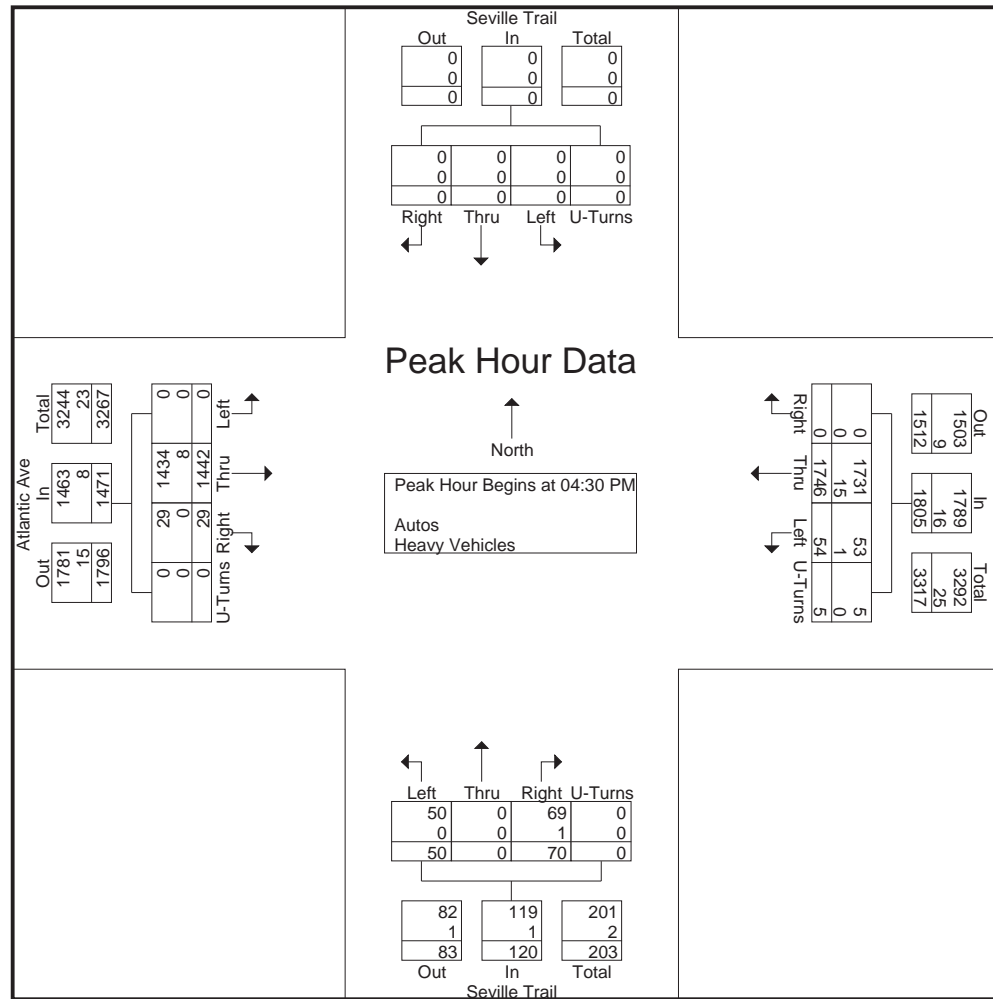 Seville Trail
Out In Total
0 0 0
0 0 0
0 0 0
0 0 0 0
0 0 0 0
0 0 0 0
Right Thru Left U-Turns
Peak Hour Data
North
Peak Hour Begins at 04:30 PM
Autos
Heavy Vehicles
Atlantic Ave
Out In Total
1781 1463 3244
15 8 23
1796 1471 3267
U-Turns Right Thru Left
0 29 1434 0
0 0 8 0
0 29 1442 0
Out In Total
1503 1789 3292
9 16 25
1512 1805 3317
Right Thru Left U-Turns
0 1731 53 5
0 15 1 0
0 1746 54 5
Left Thru Right U-Turns
50 0 69 0
0 0 1 0
50 0 70 0
82 119 201
1 1 2
83 120 203
Out In Total
Seville Trail